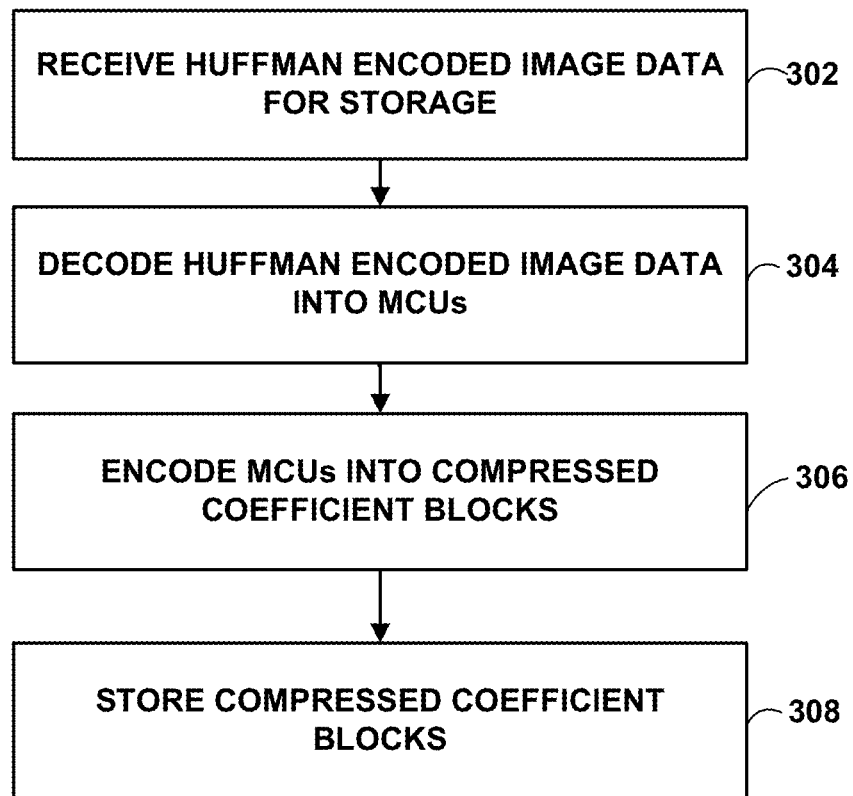 RECEIVE HUFFMAN ENCODED IMAGE DATA
FOR STORAGE
302
DECODE HUFFMAN ENCODED IMAGE DATA
INTO MCUs
304
ENCODE MCUs INTO COMPRESSED
COEFFICIENT BLOCKS
306
STORE COMPRESSED COEFFICIENT
BLOCKS
308